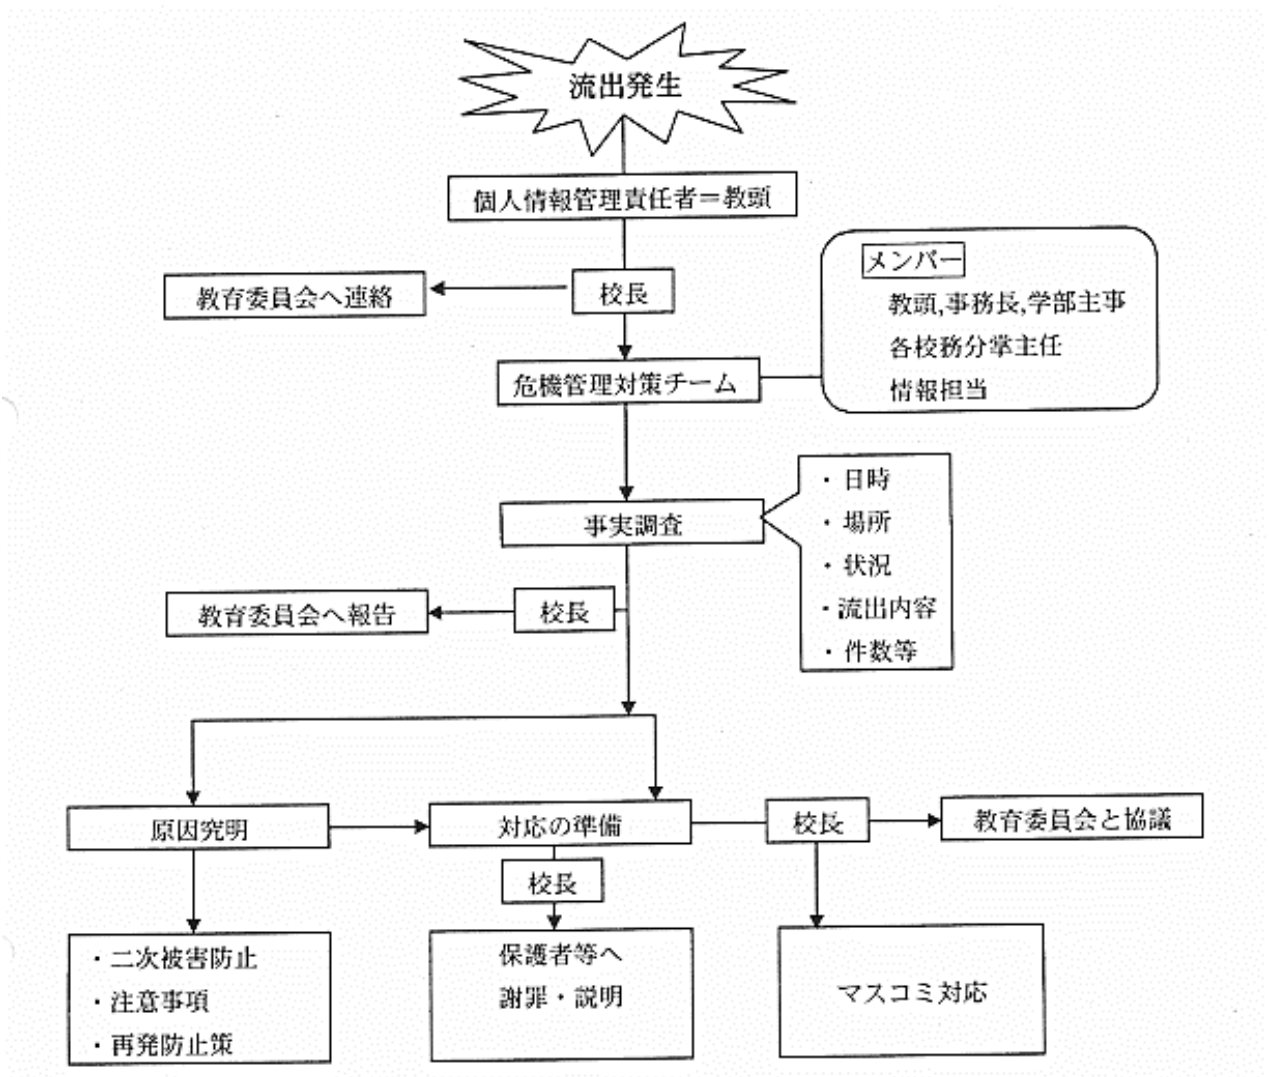 流出発生
個人情報管理責任者＝教頭
教育委員会へ連絡
校長
メンバー
教頭,事務長,学部主事
各校務分掌主任
情報担当
危機管理対策チーム
事実調査
・日時
・場所
・状況
・流出内容
・件数等
教育委員会へ報告
校長
原因究明
対応の準備
校長
教育委員会と協議
校長
・二次被害防止
・注意事項
・再発防止策
保護者等へ
謝罪・説明
マスコミ対応